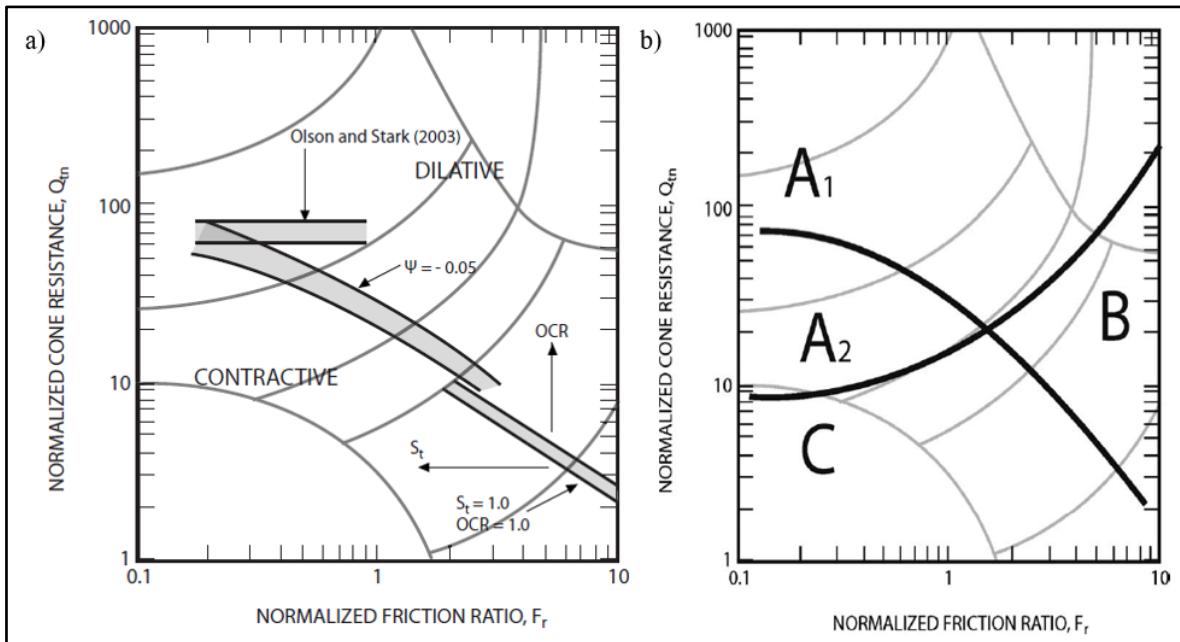 a)
1000
100
10
1
0.1
1
10
NORMALIZED CONE RESISTANCE, Qtn
NORMALIZED FRICTION RATIO, Fr
Olson and Stark (2003)
DILATIVE
Ψ = - 0.05
CONTRACTIVE
OCR
St
St = 1.0
OCR = 1.0
b)
1000
100
10
1
0.1
1
10
NORMALIZED CONE RESISTANCE, Qtn
NORMALIZED FRICTION RATIO, Fr
A1
A2
B
C